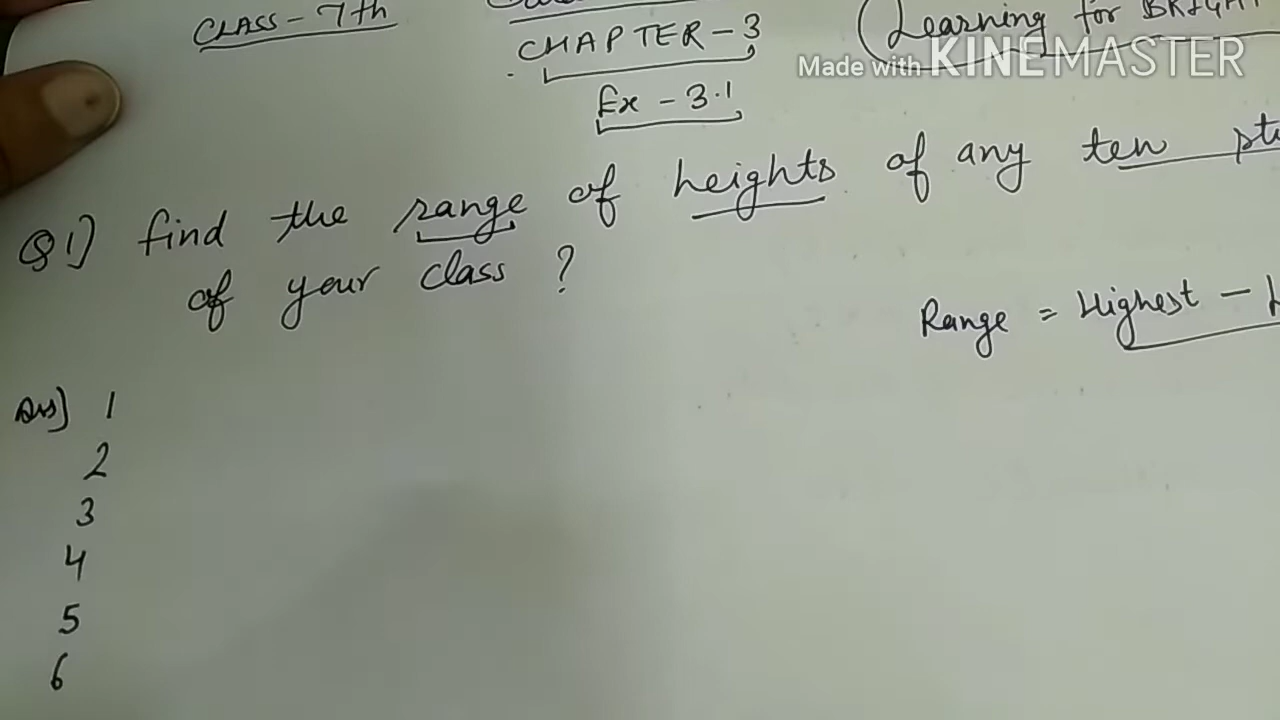 CLASS - 7th
CHAPTER - 3
(Learning for
Made with KINEMASTER
Ex - 3.1
Q1) find the range of heights of any ten
of your class ?
Range = Highest -
Ans) 1
2
3
4
5
6